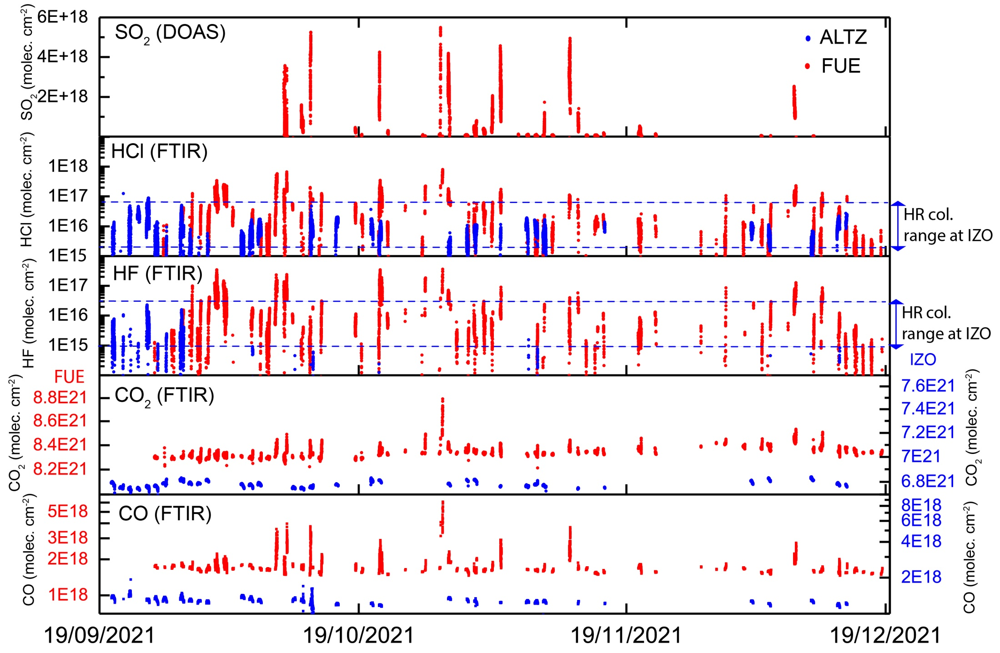 SO2 (DOAS)
ALTZ
FUE
6E+18
4E+18
2E+18
SO2 (molec. cm-2)
HCl (FTIR)
1E18
1E17
1E16
1E15
HCl (molec. cm-2)
HR col.
range at IZO
HF (FTIR)
1E17
1E16
1E15
HF (molec. cm-2)
HR col.
range at IZO
IZO
FUE
CO2 (FTIR)
8.8E21
8.6E21
8.4E21
8.2E21
CO2 (molec. cm-2)
7.6E21
7.4E21
7.2E21
7E21
6.8E21
CO2 (molec. cm-2)
CO (FTIR)
5E18
3E18
2E18
1E18
CO (molec. cm-2)
8E18
6E18
4E18
2E18
CO (molec. cm-2)
19/09/2021
19/10/2021
19/11/2021
19/12/2021